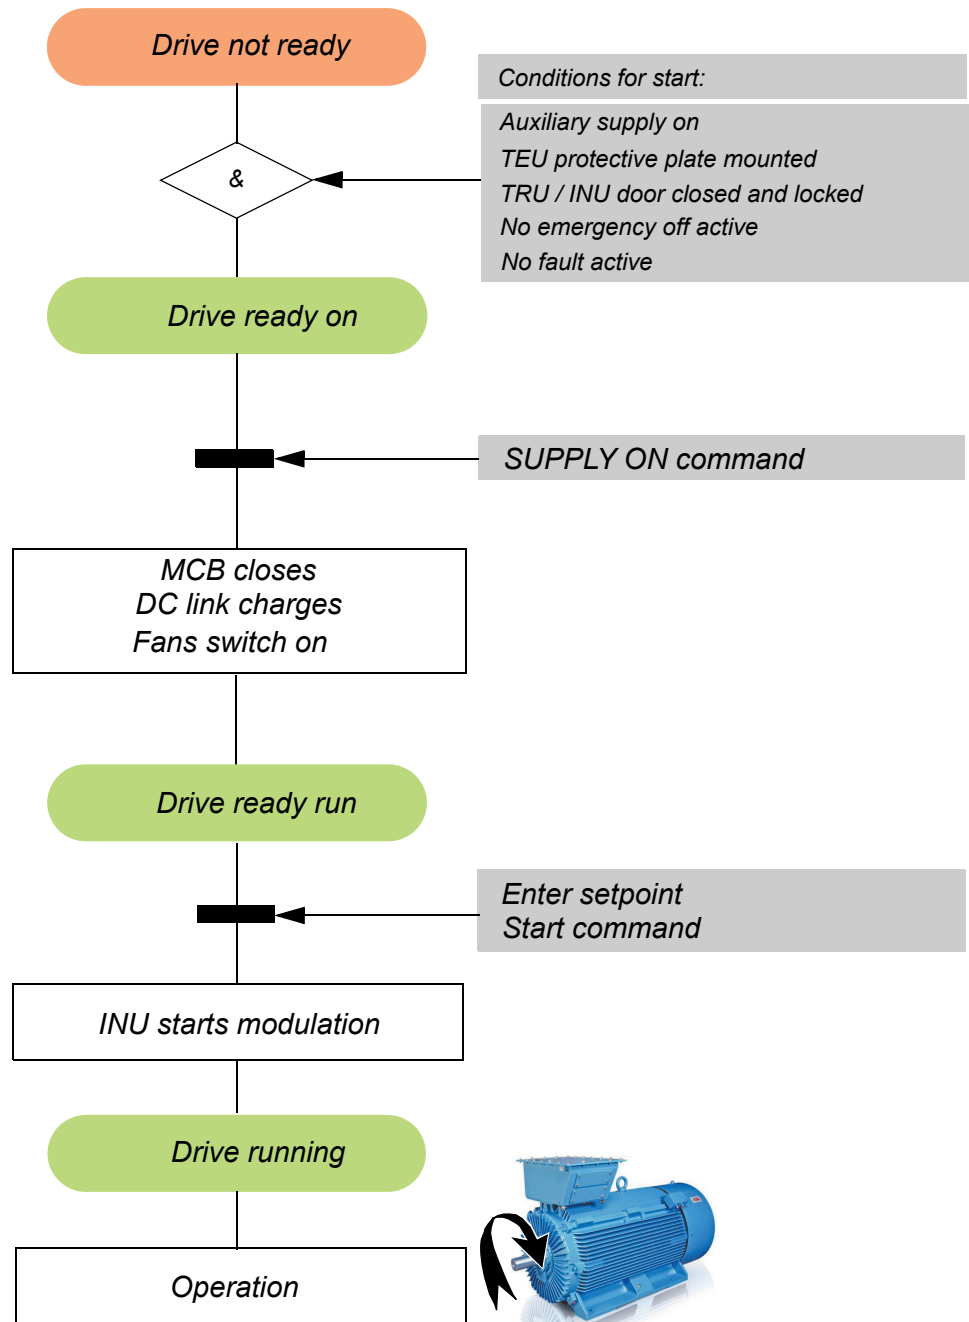 Drive not ready
Conditions for start:
Auxiliary supply on
TEU protective plate mounted
&
TRU / INU door closed and locked
No emergency off active
No fault active
Drive ready on
SUPPLY ON command
MCB closes
DC link charges
Fans switch on
Drive ready run
Enter setpoint
Start command
INU starts modulation
Drive running
Operation